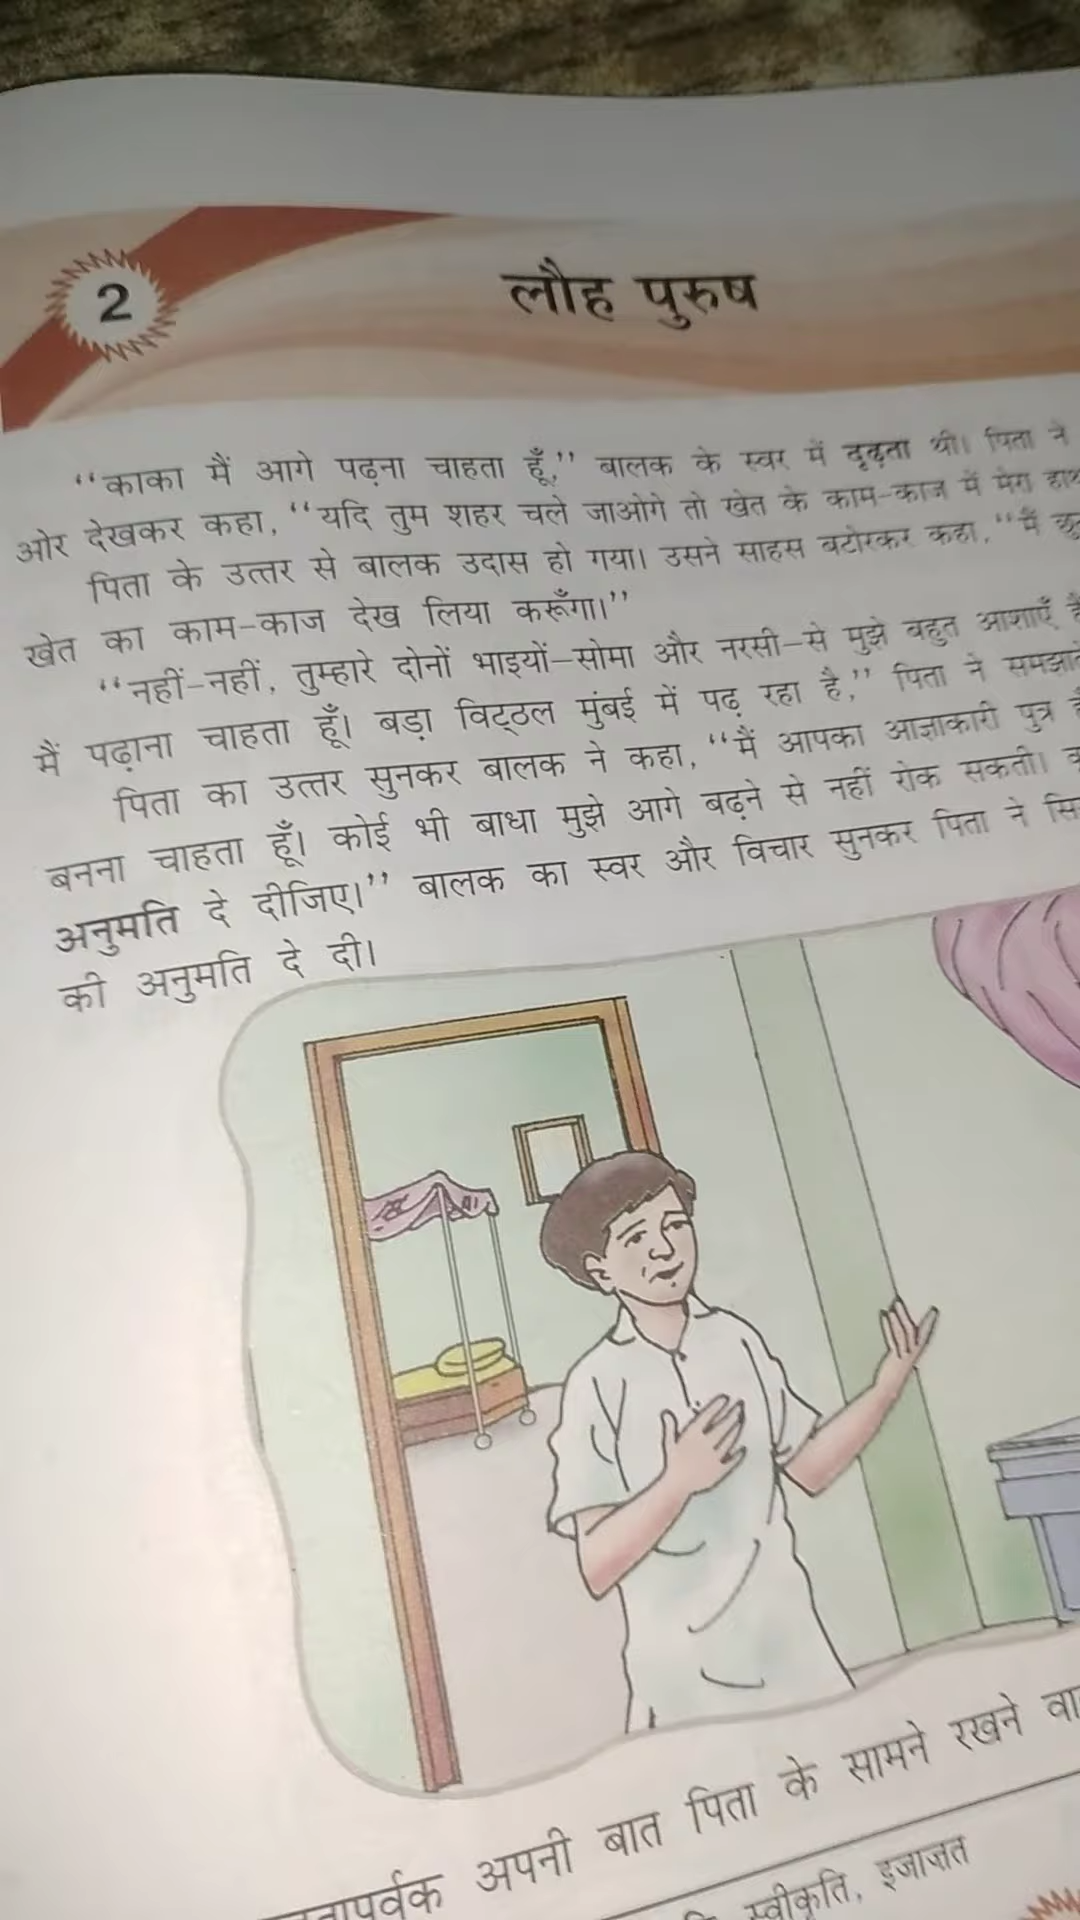 2
लौह पुरुष
“काका मैं आगे पढ़ना चाहता हूँ,” बालक के स्वर में दृढ़ता थी। पिता ने
ओर देखकर कहा, “यदि तुम शहर चले जाओगे तो खेत के काम-काज में मेरा
पिता के उत्तर से बालक उदास हो गया। उसने साहस बटोरकर कहा, “मैं
खेत का काम-काज देख लिया करूँगा।”
“नहीं-नहीं, तुम्हारे दोनों भाइयों-सोमा और नरसी-से मुझे बहुत आशाएँ
मैं पढ़ाना चाहता हूँ। बड़ा विट्ठल मुंबई में पढ़ रहा है,” पिता ने
पिता का उत्तर सुनकर बालक ने कहा, “मैं आपका आज्ञाकारी पुत्र
बनना चाहता हूँ। कोई भी बाधा मुझे आगे बढ़ने से नहीं रोक सकती।
अनुमति दे दीजिए।” बालक का स्वर और विचार सुनकर पिता ने
की अनुमति दे दी।
अपनी बात पिता के सामने रखने
स्वीकृति, इजाज़त